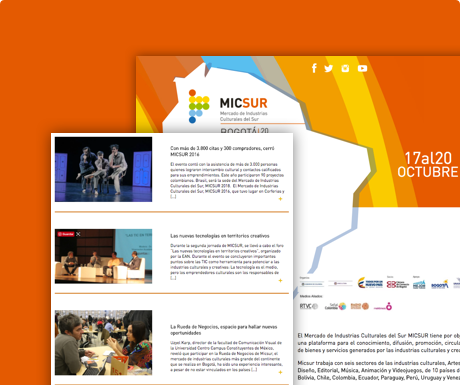 MICSUR
Mercado de Industrias
Culturales del Sur
BOGOTÁ|20
17al20
OCTUBRE
Con más de 3.800 citas y 300 compradores, cerró
MICSUR 2016
El evento contó con la asistencia de más de 3.000 personas
quienes lograron intercambio cultural y contactos calificados
para sus emprendimientos. Este año participaron 90 proyectos
colombianos. Brasil, será la sede del Mercado de Industrias
Culturales del Sur, MICSUR 2018. El Mercado de Industrias
Culturales del Sur, MICSUR 2016, que tuvo lugar en Corferias y
[...]
+
Las nuevas tecnologías en territorios creativos
Durante la segunda jornada de MICSUR, se llevó a cabo el foro
"Las nuevas tecnologías en territorios creativos", organizado
por la EAN. Durante el evento se concluyeron importantes
puntos sobre las TIC como herramientas para potenciar a las
industrias culturales y creativas. La tecnología es el medio,
pero los emprendedores culturales son los responsables de
[...]
+
La Rueda de Negocios, espacio para hallar nuevas
oportunidades
Uayel Karp, director de la facultad de Comunicación Visual de
la Universidad Centro Campus Constituyentes de México,
reveló que participar en la Rueda de Negocios de Micsur, el
mercado de industrias culturales más grande del continente
que se realiza en Bogotá, ha sido una experiencia interesante,
a pesar de no estar vinculados en los países [...]
+
Medios Aliados
RTVC
El Mercado de Industrias Culturales del Sur MICSUR tiene por ob
una plataforma para el conocimiento, difusión, promoción, circula
de bienes y servicios generados por las industrias culturales y crea
Micsur trabaja con seis sectores de las industrias culturales, Artes
Diseño, Editorial, Música, Animación y Videojuegos, de 10 países d
Bolivia, Chile, Colombia, Ecuador, Paraguay, Perú, Uruguay y Venez